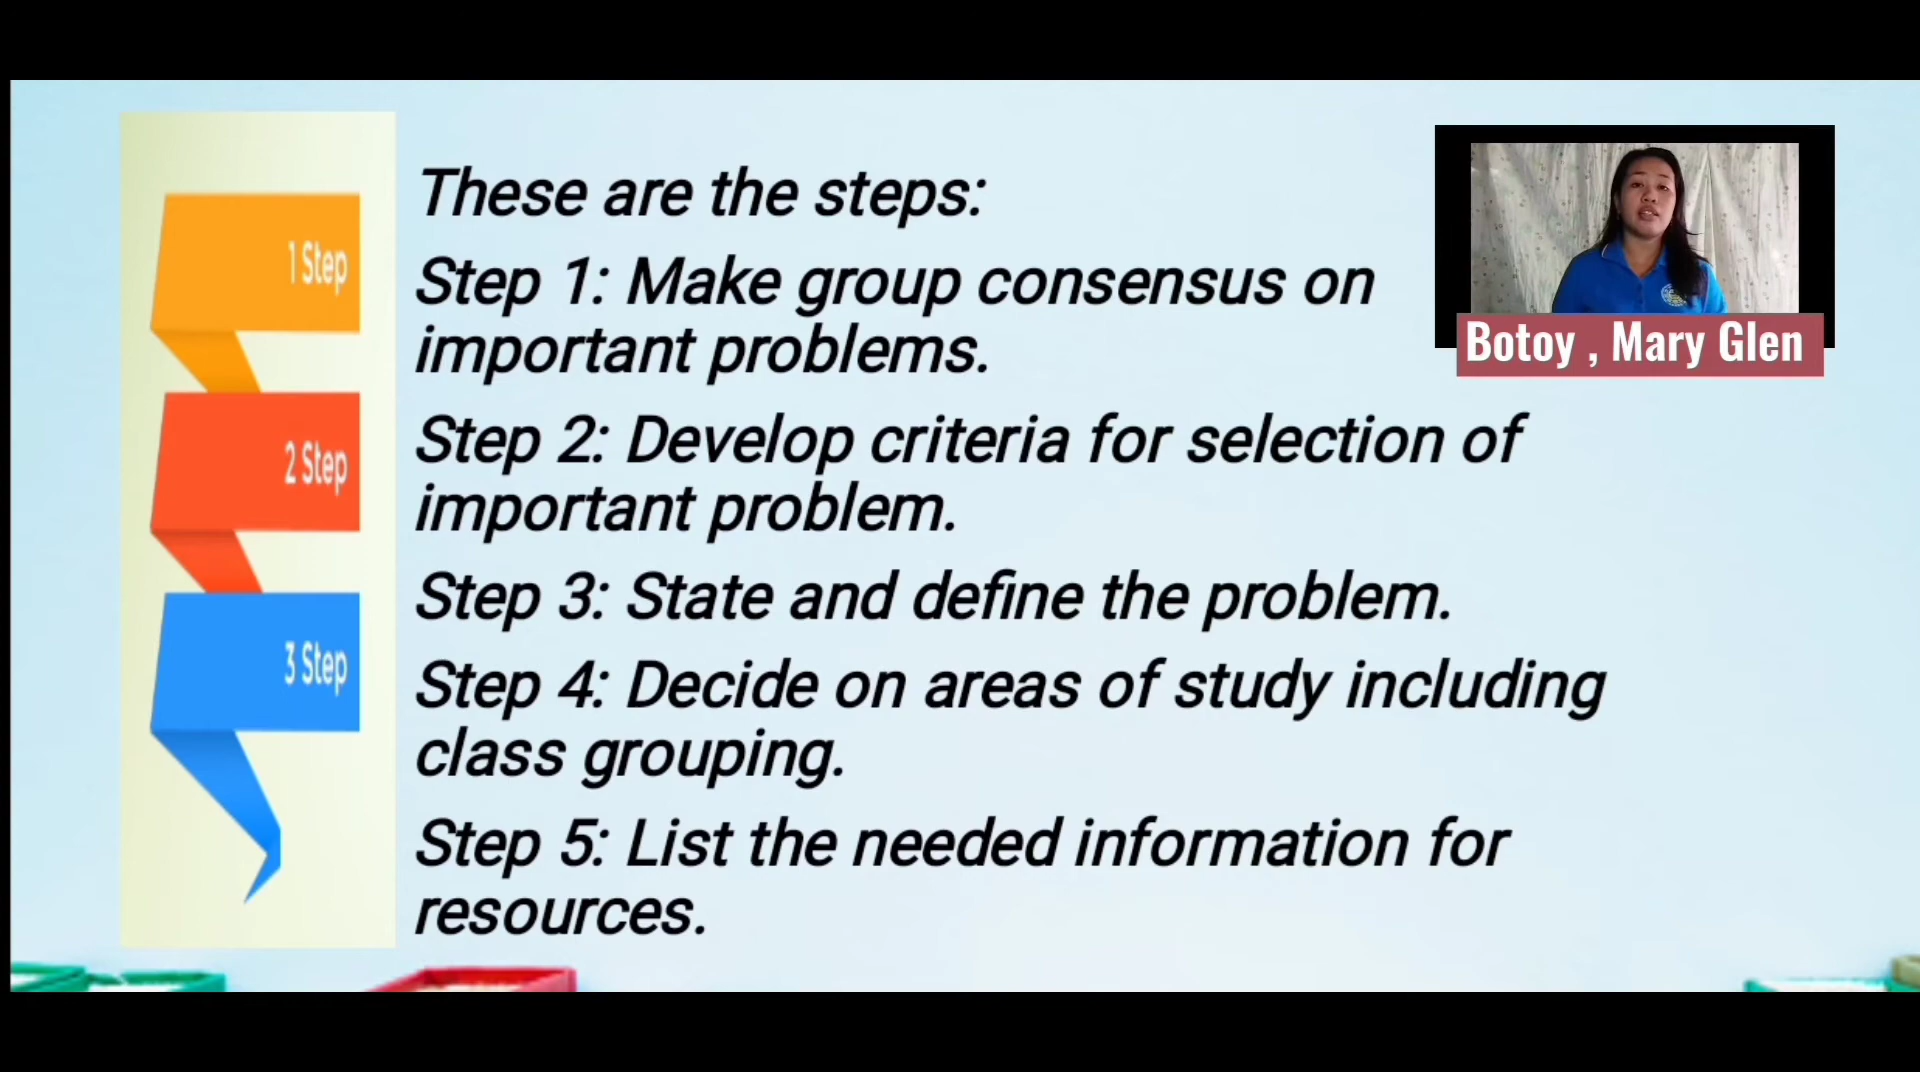 These are the steps:
Step 1: Make group consensus on
important problems.
Step 2: Develop criteria for selection of
important problem.
Step 3: State and define the problem.
Step 4: Decide on areas of study including
class grouping.
Step 5: List the needed information for
resources.
1 Step
2 Step
3 Step
Botoy , Mary Glen